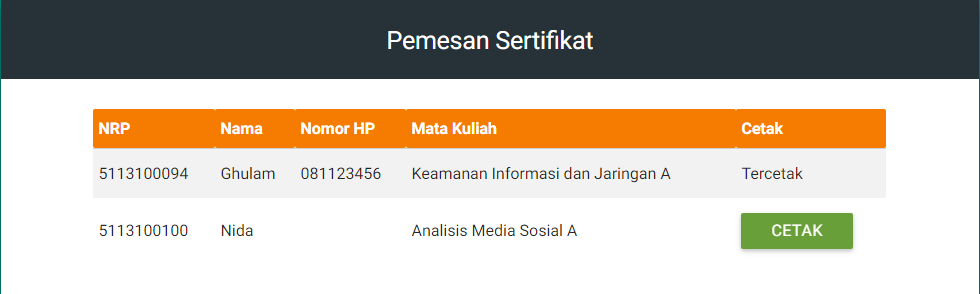 Pemesan Sertifikat
NRP Nama Nomor HP Mata Kuliah Cetak
5113100094 Ghulam 081123456 Keamanan Informasi dan Jaringan A Tercetak
5113100100 Nida Analisis Media Sosial A CETAK